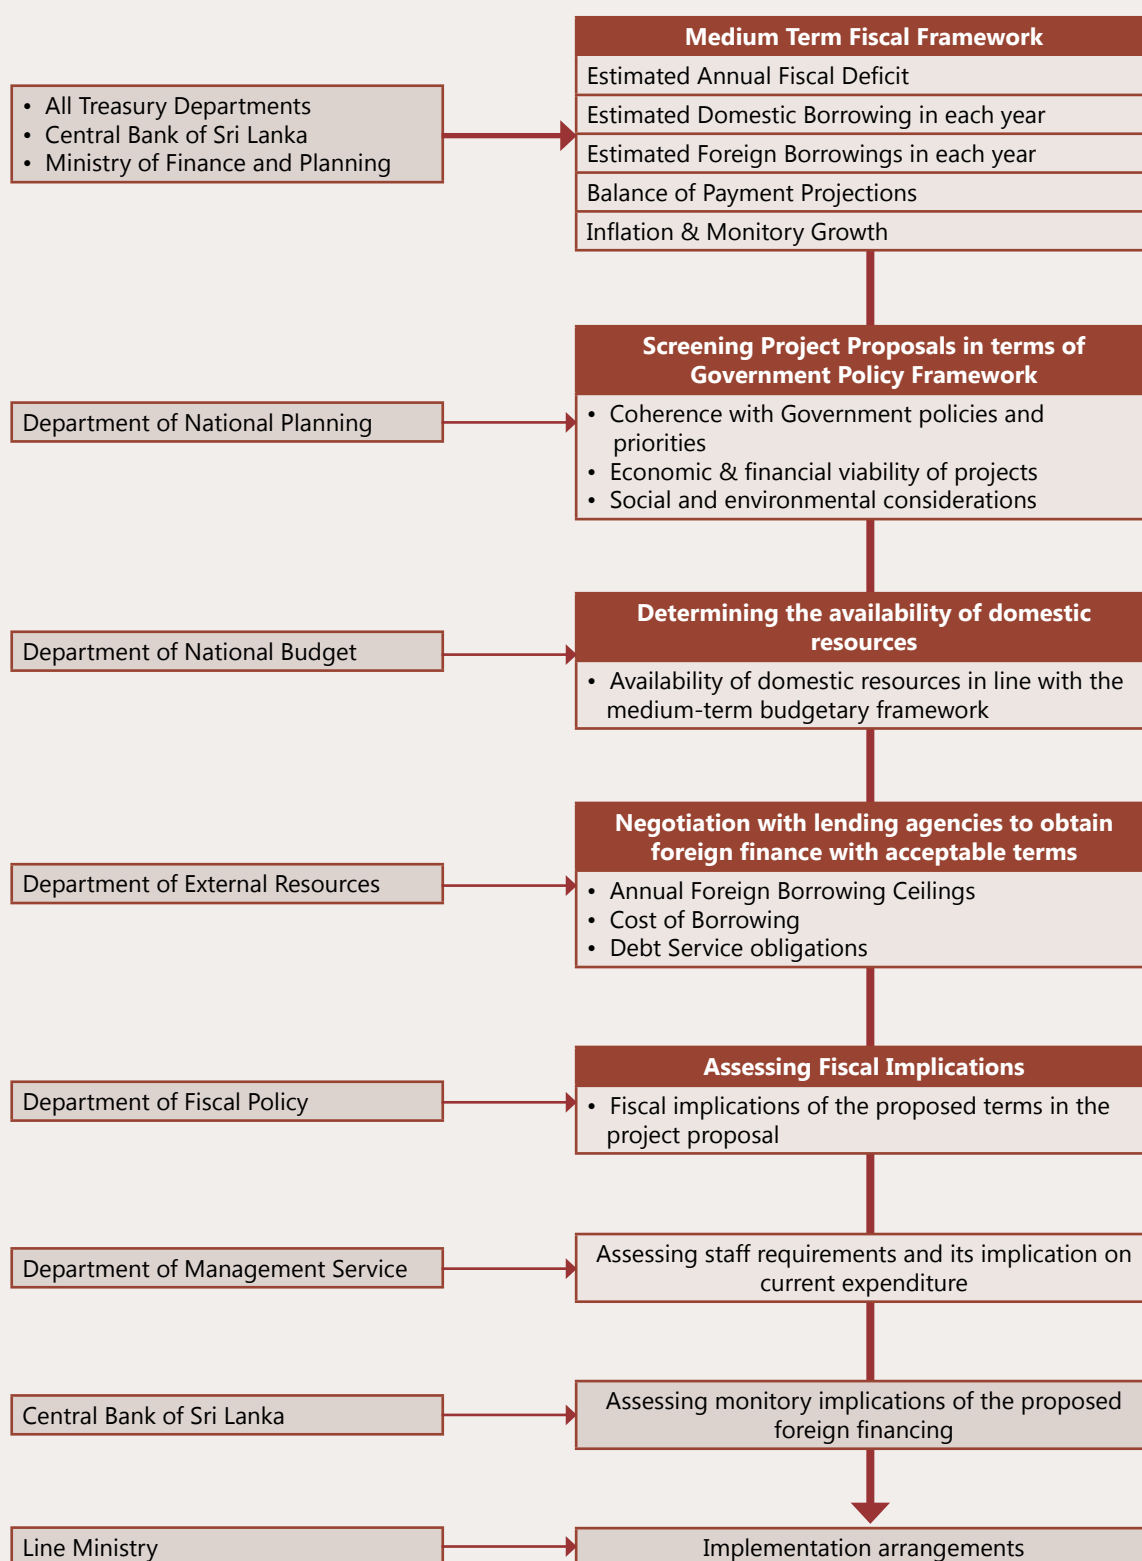 Medium Term Fiscal Framework
Estimated Annual Fiscal Deficit
• All Treasury Departments
• Central Bank of Sri Lanka
• Ministry of Finance and Planning
Estimated Domestic Borrowing in each year
Estimated Foreign Borrowings in each year
Balance of Payment Projections
Inflation & Monitory Growth
Screening Project Proposals in terms of
Government Policy Framework
Department of National Planning
• Coherence with Government policies and
priorities
• Economic & financial viability of projects
• Social and environmental considerations
Determining the availability of domestic
resources
Department of National Budget
• Availability of domestic resources in line with the
medium-term budgetary framework
Negotiation with lending agencies to obtain
foreign finance with acceptable terms
Department of External Resources
• Annual Foreign Borrowing Ceilings
• Cost of Borrowing
• Debt Service obligations
Assessing Fiscal Implications
Department of Fiscal Policy
• Fiscal implications of the proposed terms in the
project proposal
Department of Management Service
Assessing staff requirements and its implication on
current expenditure
Central Bank of Sri Lanka
Assessing monitory implications of the proposed
foreign financing
Line Ministry
Implementation arrangements